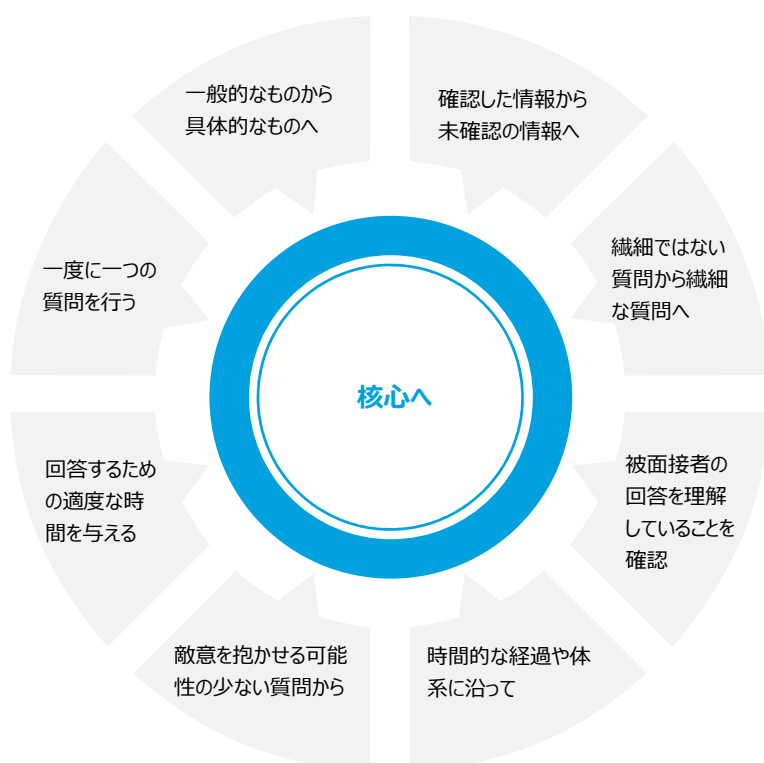 一般的なものから
具体的なものへ
確認した情報から
未確認の情報へ
繊細ではない
質問から繊細
な質問へ
被面接者の
回答を理解
していることを
確認
時間的な経過や体
系に沿って
敵意を抱かせる可能
性の少ない質問から
回答するため
の適度な時
間を与える
一度に一つの
質問を行う
核心へ